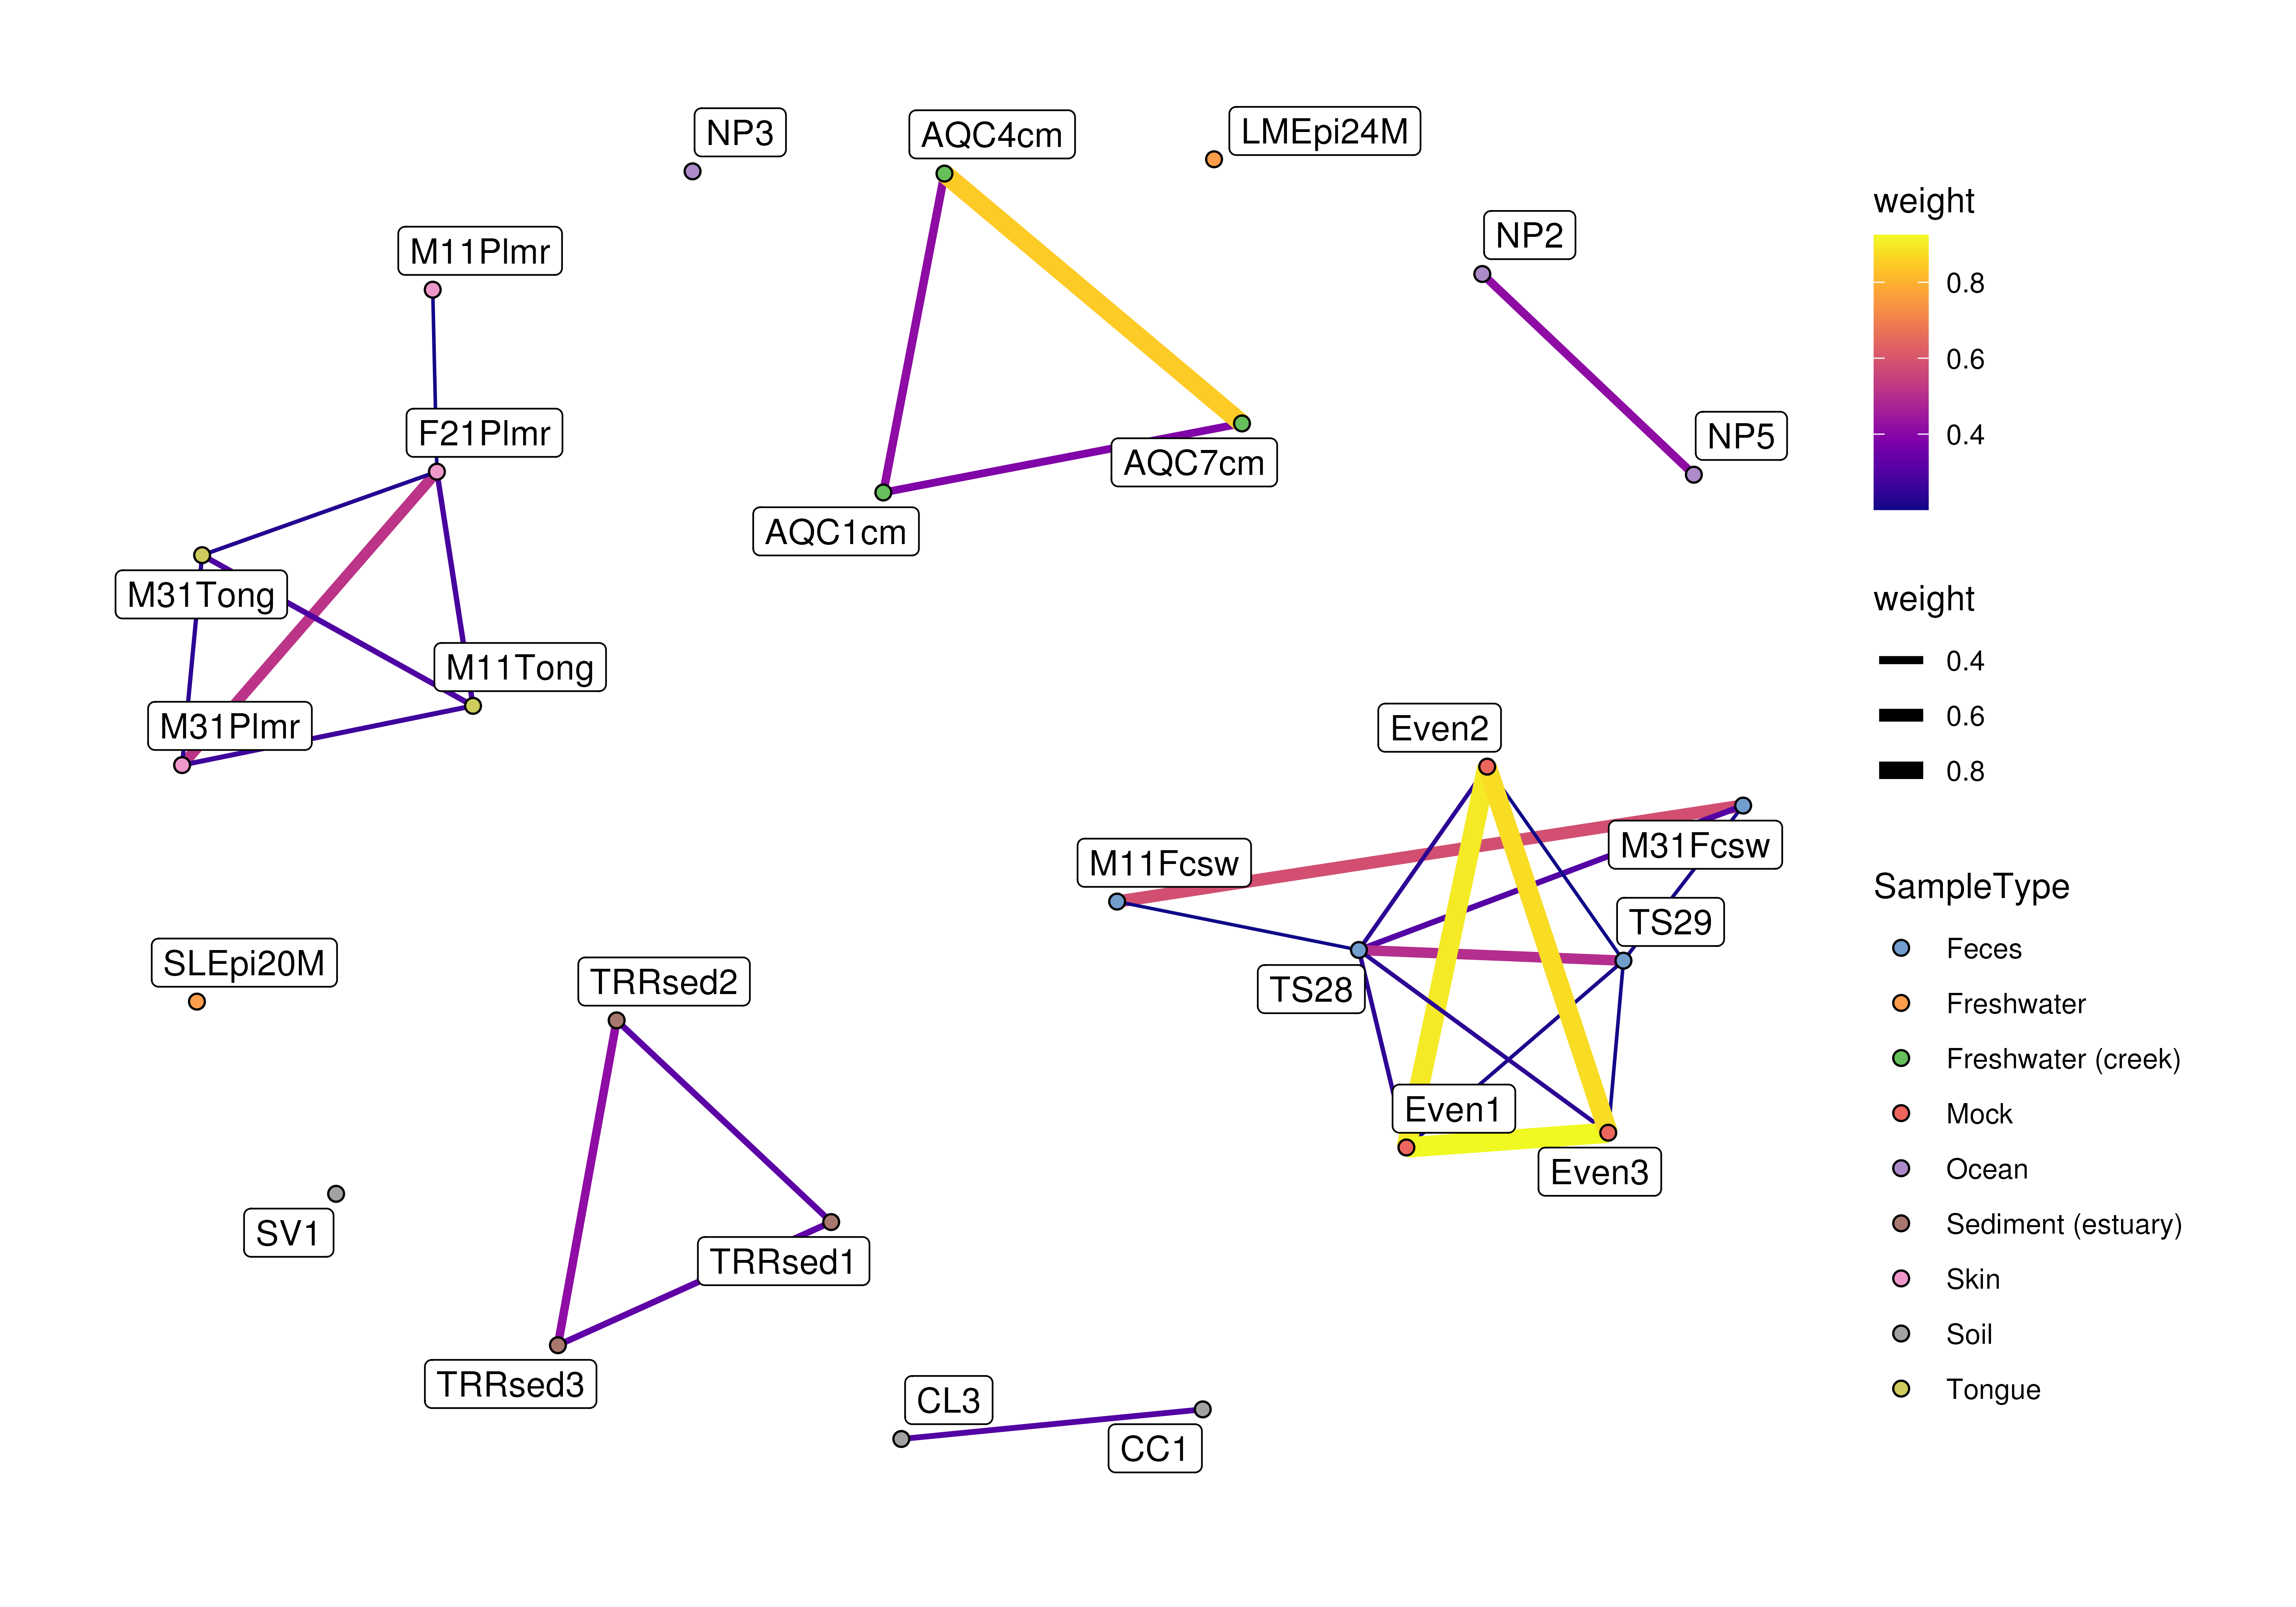 NP3
AQC4cm
LMEpi24M
M11Plmr
NP2
F21Plmr
NP5
AQC7cm
AQC1cm
M31Tong
M11Tong
M31Plmr
Even2
M31Fcsw
M11Fcsw
TS29
SLEpi20M
TRRsed2
TS28
Even1
Even3
SV1
TRRsed1
TRRsed3
CL3
CC1
weight
0.8
0.6
0.4
weight
0.4
0.6
0.8
SampleType
Feces
Freshwater
Freshwater (creek)
Mock
Ocean
Sediment (estuary)
Skin
Soil
Tongue